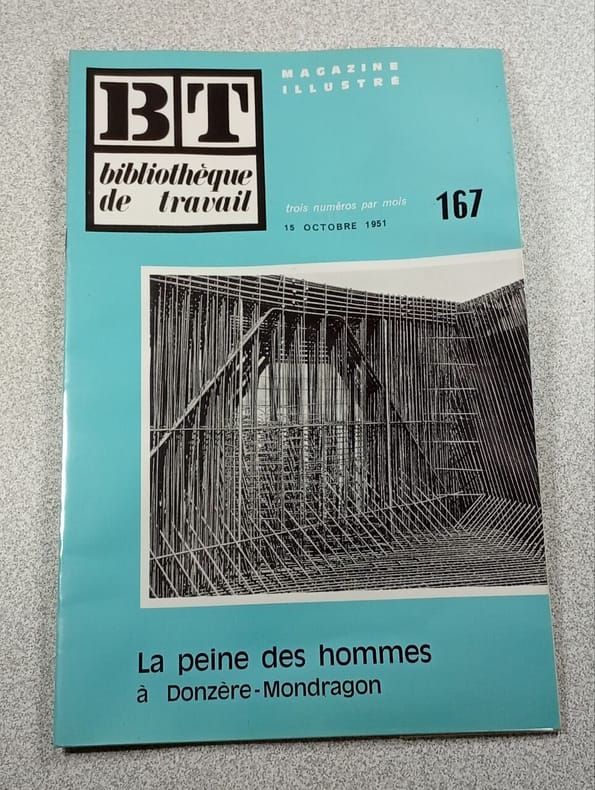 BT
bibliothèque
de travail
MAGAZINE
ILLUSTRÉ
trois numéros par mois
15 OCTOBRE 1951
167
La peine des hommes
à Donzère-Mondragon